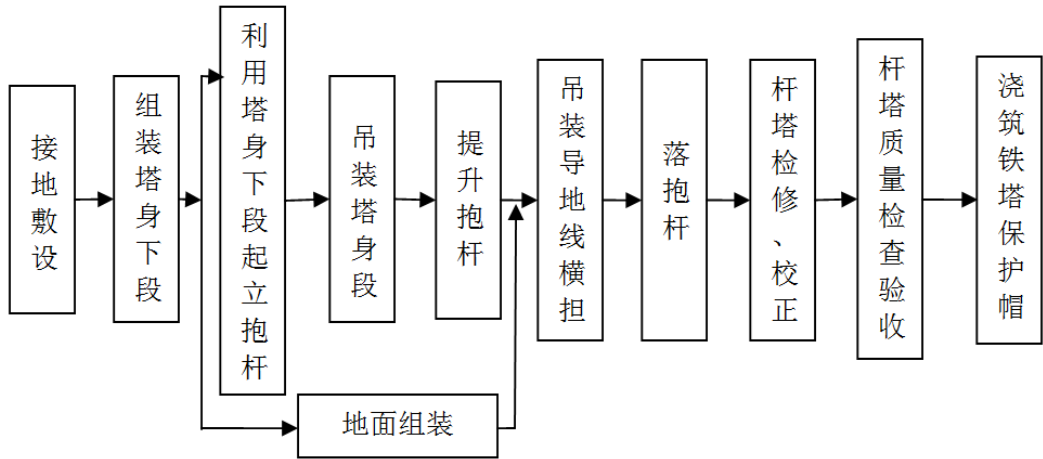 接地敷设
组装塔身下段
利用塔身下段起立抱杆
吊装塔身段
提升抱杆
吊装导地线横担
落抱杆
杆塔检修、校正
杆塔质量检查验收
浇筑铁塔保护帽
地面组装